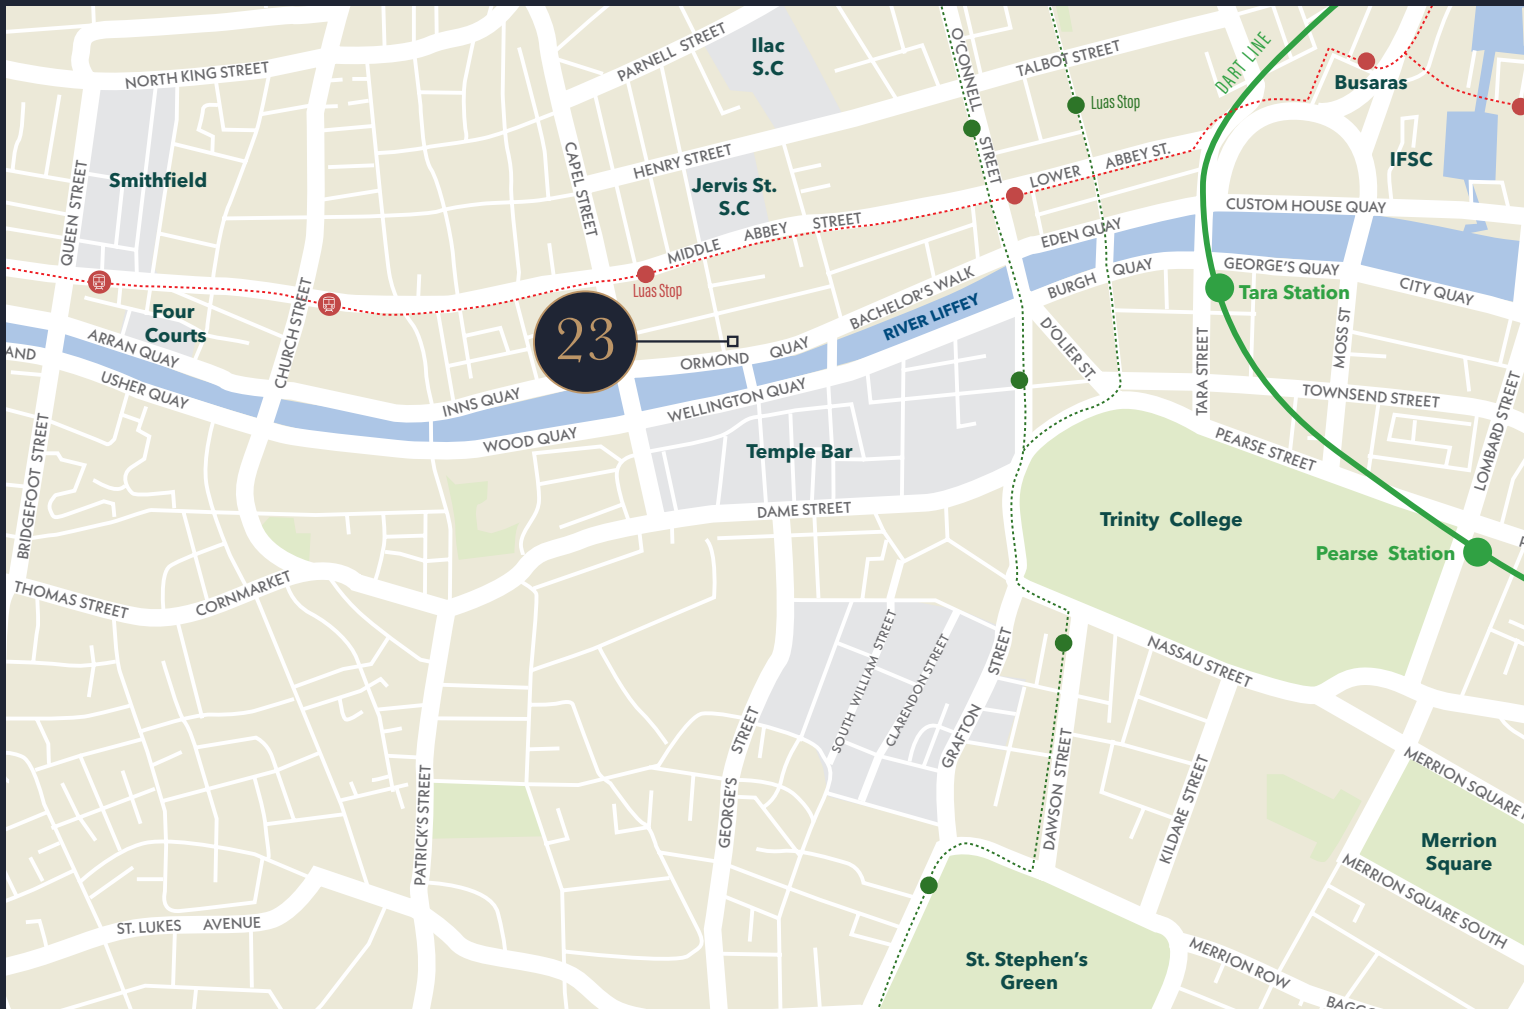 Ilac
S.C
PARNELL STREET
O'CONNELL
STREET
TALBOT STREET
DART LINE
Busaras
NORTH KING STREET
Luas Stop
IFSC
Smithfield
CAPEL STREET
HENRY STREET
Jervis St.
S.C
LOWER
ABBEY ST.
QUEEN STREET
MIDDLE
ABBEY
STREET
CUSTOM HOUSE QUAY
EDEN QUAY
GEORGE'S QUAY
CITY QUAY
BURGH
QUAY
BACHELOR'S WALK
RIVER LIFFEY
Luas Stop
Tara Station
Four
Courts
CHURCH STREET
23
ORMOND
QUAY
D'OLIER ST.
TARA STREET
MOSS ST
AND
ARRAN QUAY
USHER QUAY
INNS QUAY
WELLINGTON QUAY
WOOD QUAY
TOWNSEND STREET
LOMBARD STREET
PEARSE STREET
Temple Bar
BRIDGEFOOT STREET
DAME STREET
Trinity College
Pearse Station
THOMAS STREET
CORNMARKET
SOUTH WILLIAM STREET
CLARENDON STREET
STREET
GRAFTON
NASSAU STREET
STREET
GEORGE'S
PATRICK'S STREET
DAWSON STREET
KILDARE STREET
MERRION SQUARE
Merrion
Square
MERRION SQUARE SOUTH
ST. LUKES AVENUE
St. Stephen's
Green
MERRION ROW